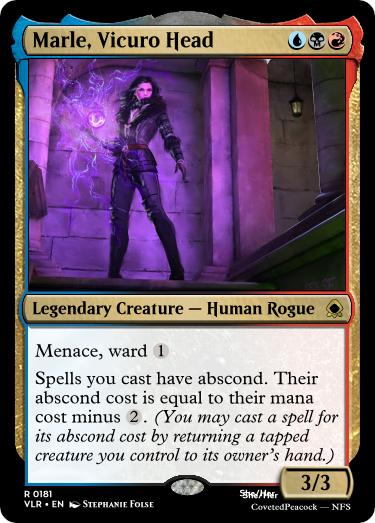 Marle, Vicuro Head
Legendary Creature — Human Rogue
Menace, ward 1
Spells you cast have abscond. Their
abscond cost is equal to their mana
cost minus 2. (You may cast a spell for
its abscond cost by returning a tapped
creature you control to its owner's hand.)
3/3
R 0181
VLR • EN STEPHANIE FOLSE
She/Her
CovetedPeacock — NFS